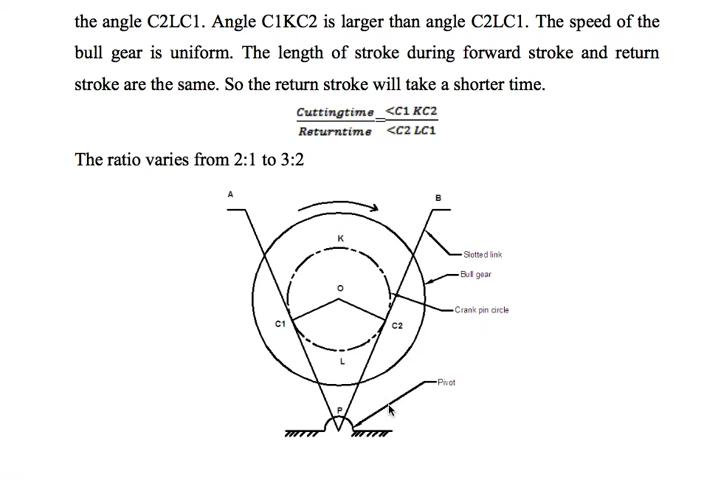 the angle C2LC1. Angle C1KC2 is larger than angle C2LC1. The speed of the
bull gear is uniform. The length of stroke during forward stroke and return
stroke are the same. So the return stroke will take a shorter time.
Cuttingtime = <C1 KC2
Returntime <C2 LC1
The ratio varies from 2:1 to 3:2
A
B
K
Slotted link
Bull gear
O
Crank pin circle
C1
C2
L
Pivot
P